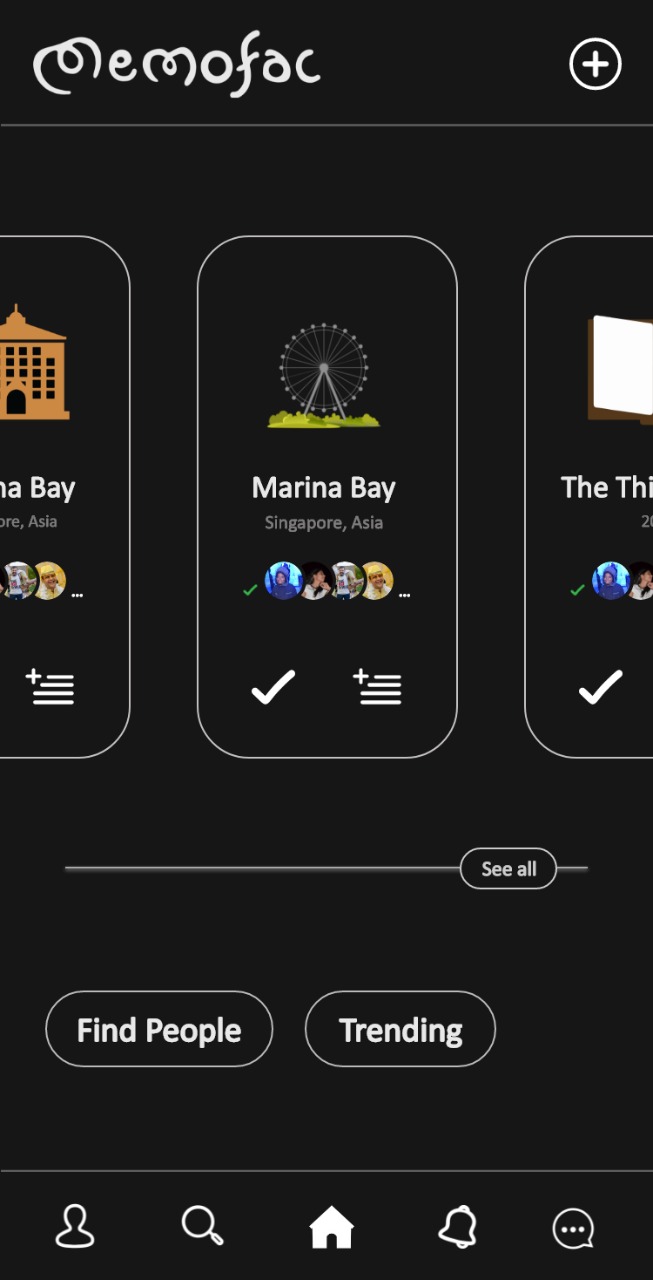 Memofac
na Bay
Marina Bay
The Thi
ore, Asia
Singapore, Asia
20
...
...
See all
Find People
Trending